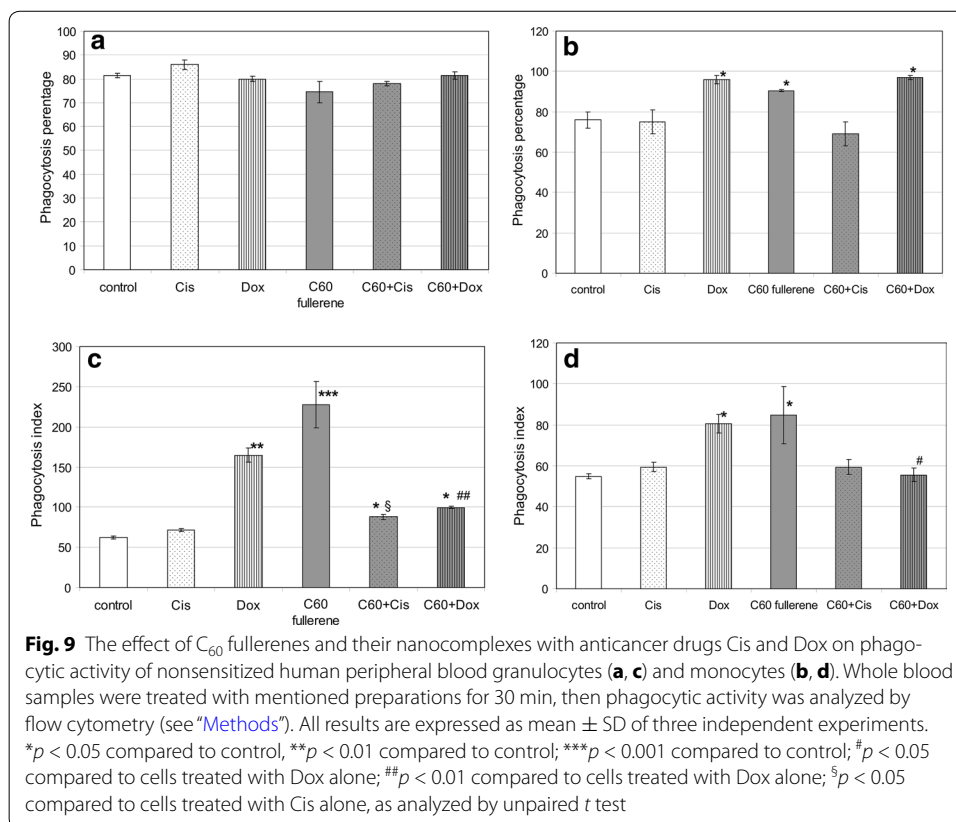 a
100
90
80
70
60
50
40
30
20
10
0
Phagocytosis perentage
control Cis Dox C60 fullerene C60+Cis C60+Dox
b
120
100
80
60
40
20
0
Phagocytosis percentage
* * *
control Cis Dox C60 fullerene C60+Cis C60+Dox
c
300
250
200
150
100
50
0
Phagocytosis index
** *** * § * ##
control Cis Dox C60 fullerene C60+Cis C60+Dox
d
120
100
80
60
40
20
0
Phagocytosis index
* * #
control Cis Dox C60 fullerene C60+Cis C60+Dox
Fig. 9 The effect of C₆₀ fullerenes and their nanocomplexes with anticancer drugs Cis and Dox on phago-
cytic activity of nonsensitized human peripheral blood granulocytes (a, c) and monocytes (b, d). Whole blood
samples were treated with mentioned preparations for 30 min, then phagocytic activity was analyzed by
flow cytometry (see "Methods"). All results are expressed as mean ± SD of three independent experiments.
*p < 0.05 compared to control, **p < 0.01 compared to control; ***p < 0.001 compared to control; #p < 0.05
compared to cells treated with Dox alone; ##p < 0.01 compared to cells treated with Dox alone; §p < 0.05
compared to cells treated with Cis alone, as analyzed by unpaired t test